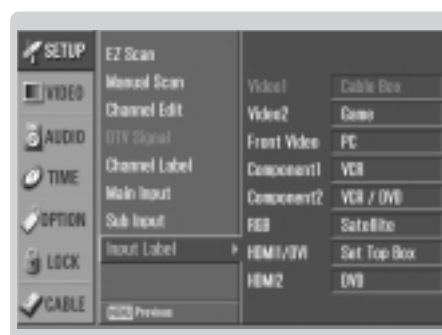 SETUP
VIDEO
AUDIO
TIME
OPTION
LOCK
CABLE
EZ Scan
Manual Scan
Channel Edit
DTV Signal
Channel Label
Main Input
Sub Input
Input Label
MENU Previous
Video1 Cable Box
Video2 Game
Front Video PC
Component1 VCR
Component2 VCR / DVD
RGB Satellite
HDMI1/DVI Set Top Box
HDMI2 DVD